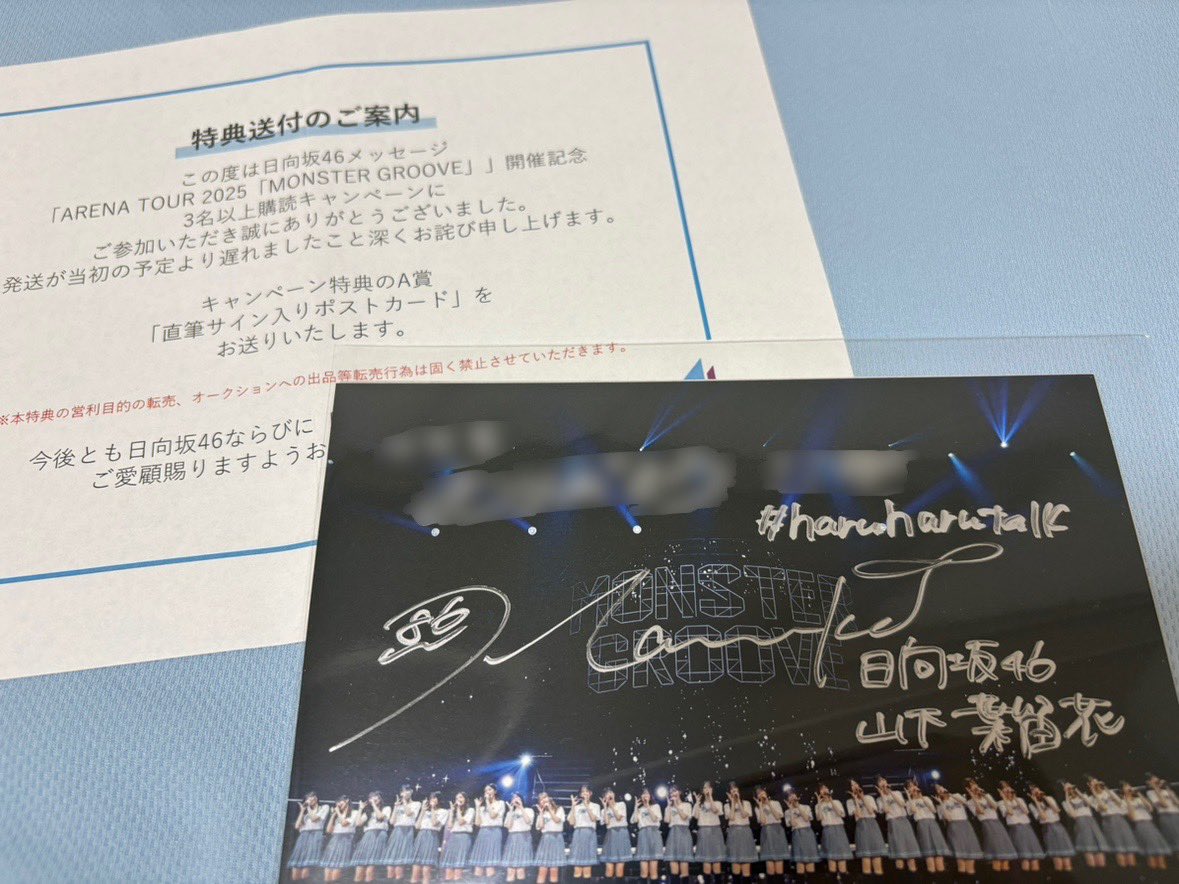 特典送付のご案内
この度は日向坂46メッセージ
「ARENA TOUR 2025「MONSTER GROOVE」」開催記念
3名以上購読キャンペーンに
ご参加いただき誠にありがとうございました。
発送が当初の予定より遅れましたこと深くお詫び申し上げます。
キャンペーン特典のA賞
「直筆サイン入りポストカード」を
お送りいたします。
※本特典の営利目的の転売、オークションへの出品等転売行為は固く禁止させていただきます。
今後とも日向坂46ならびに
ご愛顧賜りますようお
#haruharutalk
MONSTER
GROOVE
日向坂46
山下葉留花